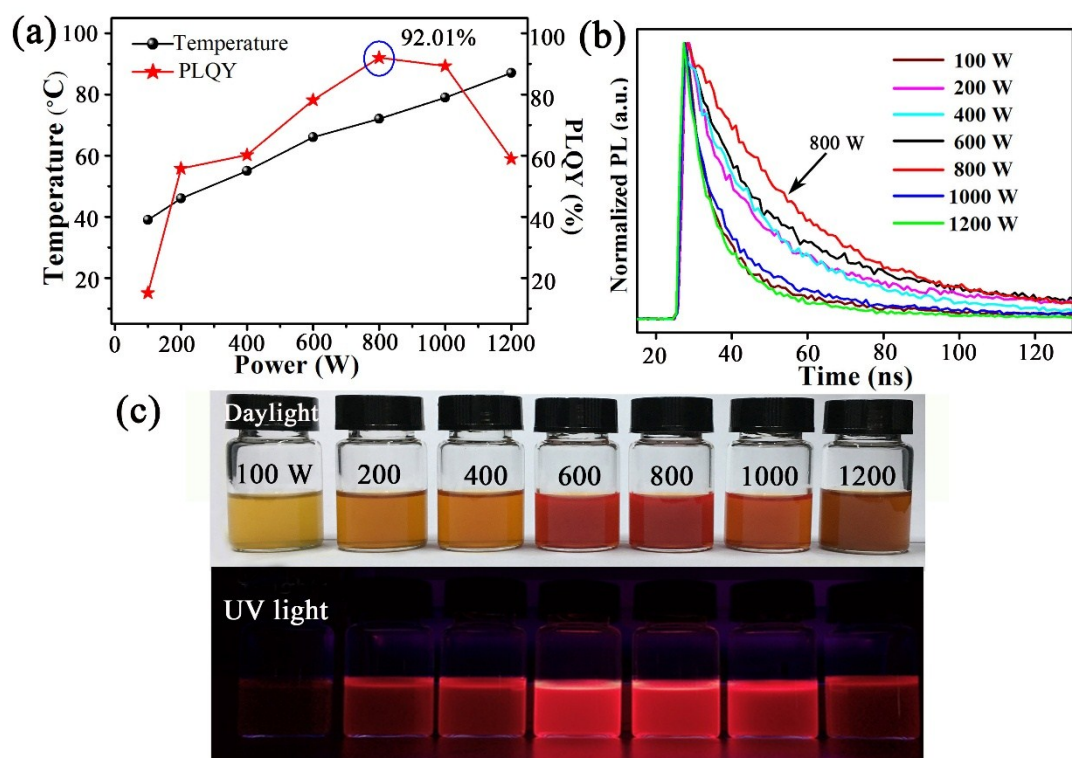 (a)
Temperature
PLQY
92.01%
100
80
60
40
20
100
80
60
40
20
Temperature (°C)
PLQY (%)
0 200 400 600 800 1000 1200
Power (W)
(b)
100 W
200 W
400 W
600 W
800 W
1000 W
1200 W
800 W
Normalized PL (a.u.)
20 40 60 80 100 120
Time (ns)
(c)
Daylight
100 W 200 400 600 800 1000 1200
UV light